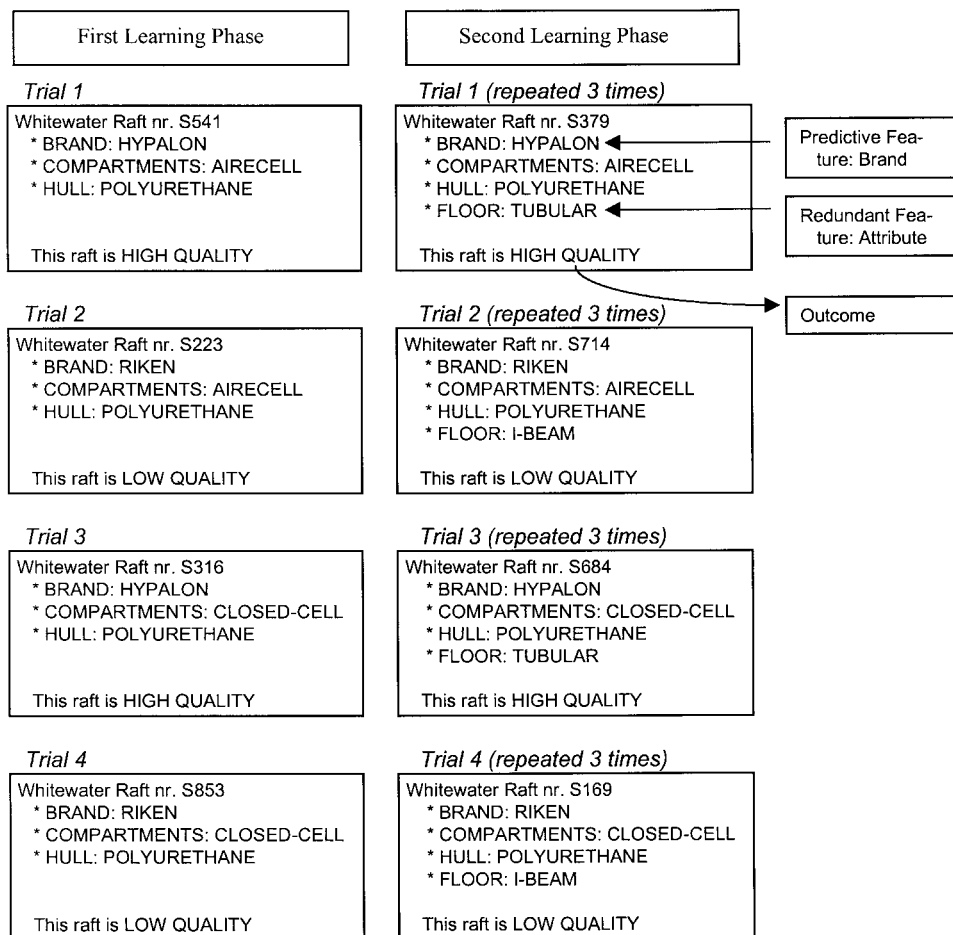 First Learning Phase
Second Learning Phase
Trial 1
Whitewater Raft nr. S541
* BRAND: HYPALON
* COMPARTMENTS: AIRECELL
* HULL: POLYURETHANE
This raft is HIGH QUALITY
Trial 1 (repeated 3 times)
Whitewater Raft nr. S379
* BRAND: HYPALON
* COMPARTMENTS: AIRECELL
* HULL: POLYURETHANE
* FLOOR: TUBULAR
This raft is HIGH QUALITY
Predictive Fea-
ture: Brand
Redundant Fea-
ture: Attribute
Outcome
Trial 2
Whitewater Raft nr. S223
* BRAND: RIKEN
* COMPARTMENTS: AIRECELL
* HULL: POLYURETHANE
This raft is LOW QUALITY
Trial 2 (repeated 3 times)
Whitewater Raft nr. S714
* BRAND: RIKEN
* COMPARTMENTS: AIRECELL
* HULL: POLYURETHANE
* FLOOR: I-BEAM
This raft is LOW QUALITY
Trial 3
Whitewater Raft nr. S316
* BRAND: HYPALON
* COMPARTMENTS: CLOSED-CELL
* HULL: POLYURETHANE
This raft is HIGH QUALITY
Trial 3 (repeated 3 times)
Whitewater Raft nr. S684
* BRAND: HYPALON
* COMPARTMENTS: CLOSED-CELL
* HULL: POLYURETHANE
* FLOOR: TUBULAR
This raft is HIGH QUALITY
Trial 4
Whitewater Raft nr. S853
* BRAND: RIKEN
* COMPARTMENTS: CLOSED-CELL
* HULL: POLYURETHANE
This raft is LOW QUALITY
Trial 4 (repeated 3 times)
Whitewater Raft nr. S169
* BRAND: RIKEN
* COMPARTMENTS: CLOSED-CELL
* HULL: POLYURETHANE
* FLOOR: I-BEAM
This raft is LOW QUALITY